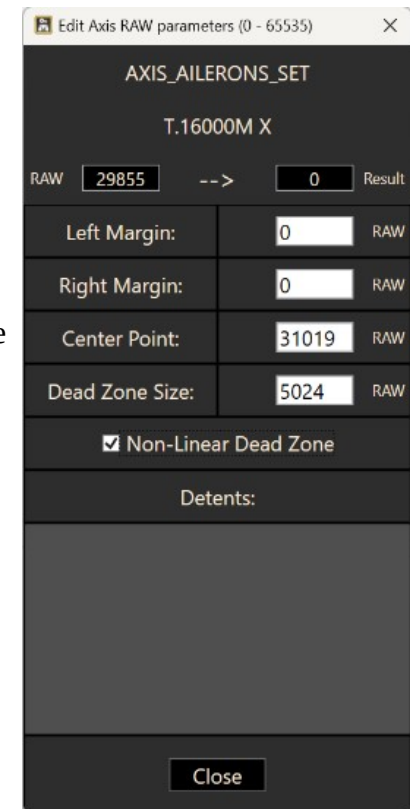 Edit Axis RAW parameters (0 - 65535)
AXIS_AILERONS_SET
T.16000M X
RAW 29855 --> 0 Result
Left Margin: 0 RAW
Right Margin: 0 RAW
e
Center Point: 31019 RAW
Dead Zone Size: 5024 RAW
Non-Linear Dead Zone
Detents:
Close